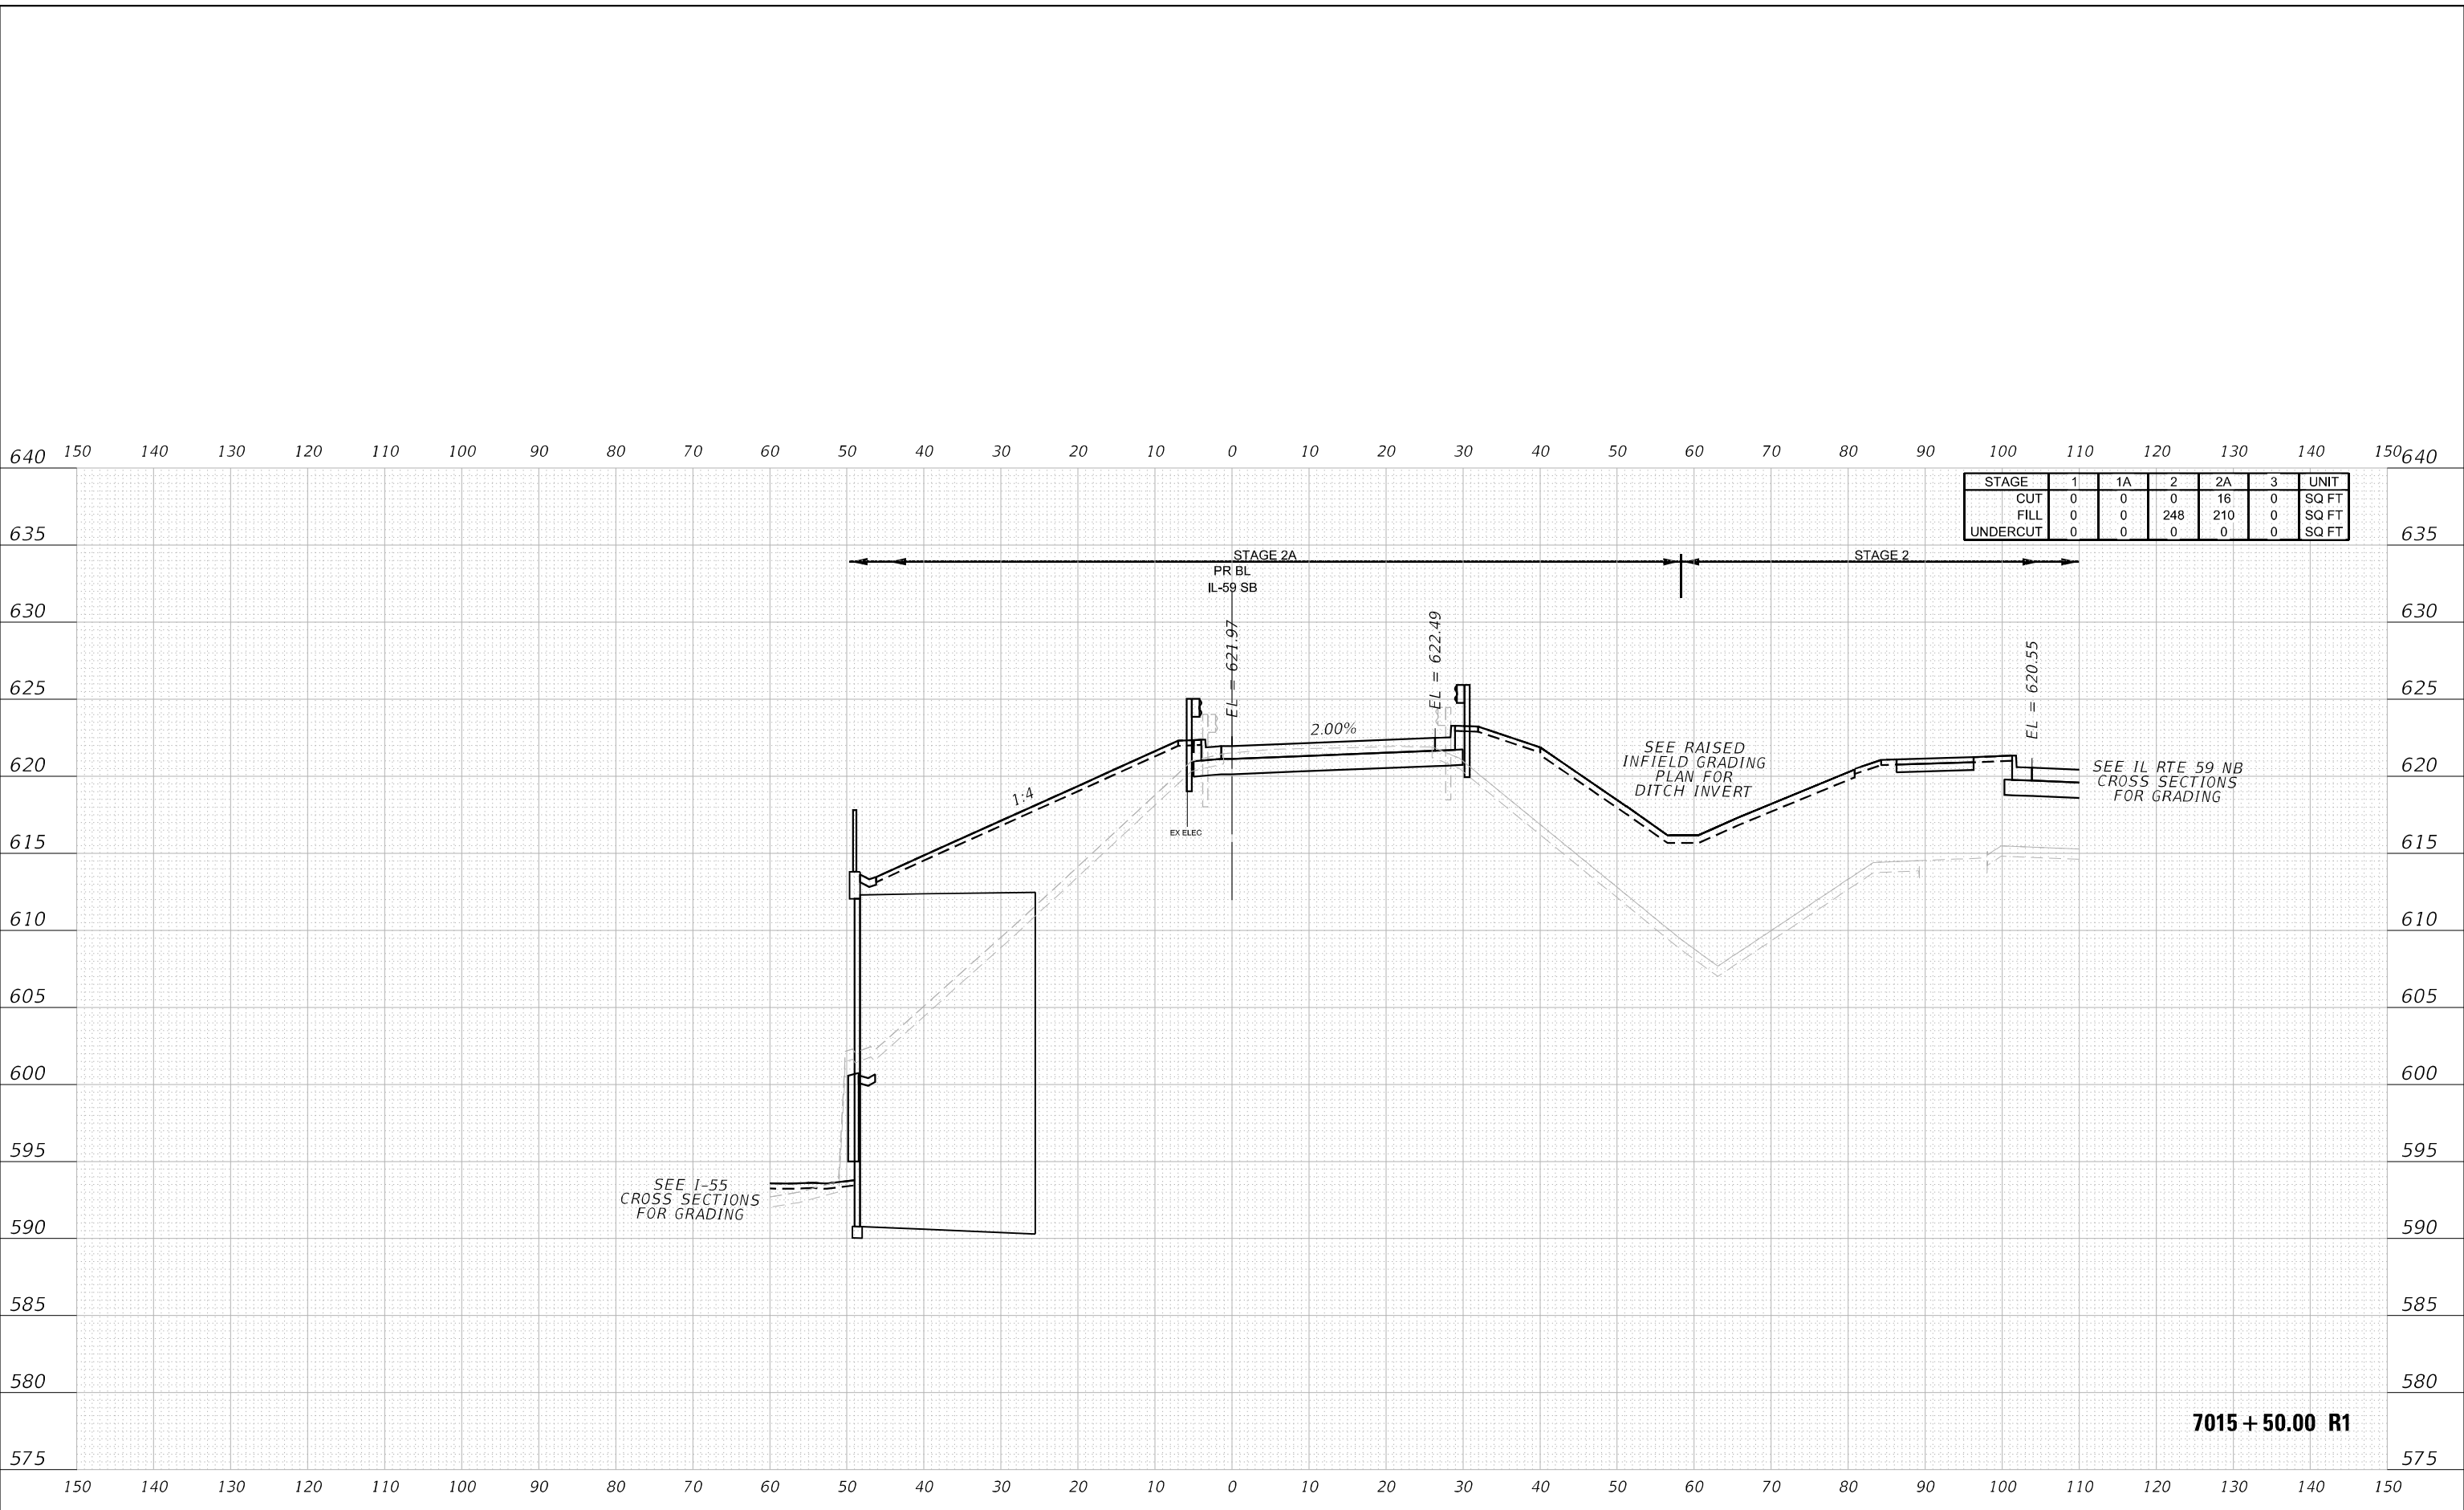 150 140 130 120 110 100 90 80 70 60 50 40 30 20 10 0 10 20 30 40 50 60 70 80 90 100 110 120 130 140 150
640 640
STAGE 1 1A 2 2A 3 UNIT
CUT 0 0 0 16 0 SQ FT
FILL 0 0 248 210 0 SQ FT
UNDERCUT 0 0 0 0 0 SQ FT
635 635
STAGE 2A STAGE 2
PR BL
IL-59 SB
630 630
EL = 621.97
EL = 622.49
EL = 620.55
625 625
2.00%
SEE RAISED
INFIELD GRADING
PLAN FOR
DITCH INVERT
620 620
SEE IL RTE 59 NB
CROSS SECTIONS
FOR GRADING
1:4
EX ELEC
615 615
610 610
605 605
600 600
595 595
SEE I-55
CROSS SECTIONS
FOR GRADING
590 590
585 585
580 580
7015+50.00 R1
575 575
150 140 130 120 110 100 90 80 70 60 50 40 30 20 10 0 10 20 30 40 50 60 70 80 90 100 110 120 130 140 150